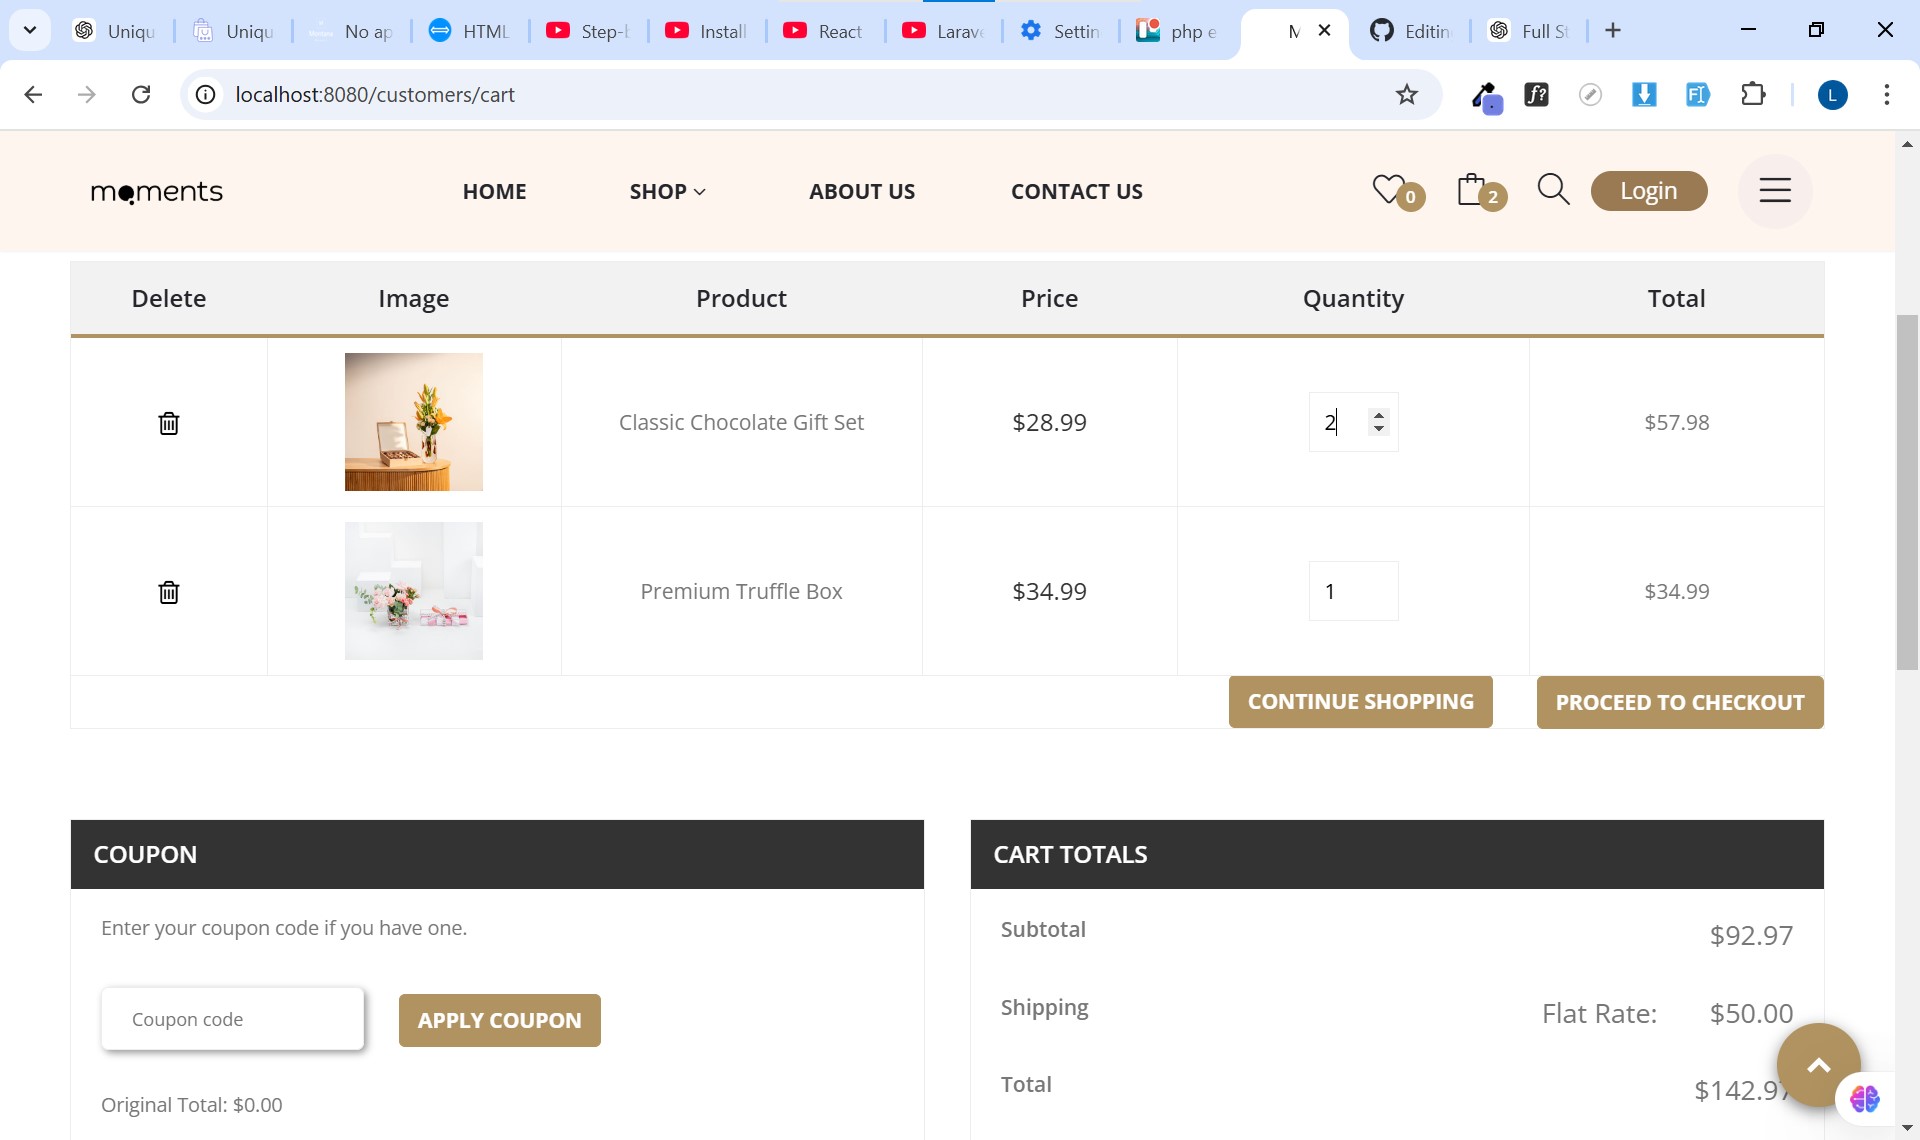 Uniqu
Uniqu
No ap
HTML
Step-b
Install
React
Larave
Settin
php e
M
Editin
Full St
localhost:8080/customers/cart
L
moments
HOME
SHOP
ABOUT US
CONTACT US
0
2
Login
Delete
Image
Product
Price
Quantity
Total
Classic Chocolate Gift Set
$28.99
2
$57.98
Premium Truffle Box
$34.99
1
$34.99
CONTINUE SHOPPING
PROCEED TO CHECKOUT
COUPON
Enter your coupon code if you have one.
Coupon code
APPLY COUPON
Original Total: $0.00
CART TOTALS
Subtotal
$92.97
Shipping
Flat Rate: $50.00
Total
$142.97